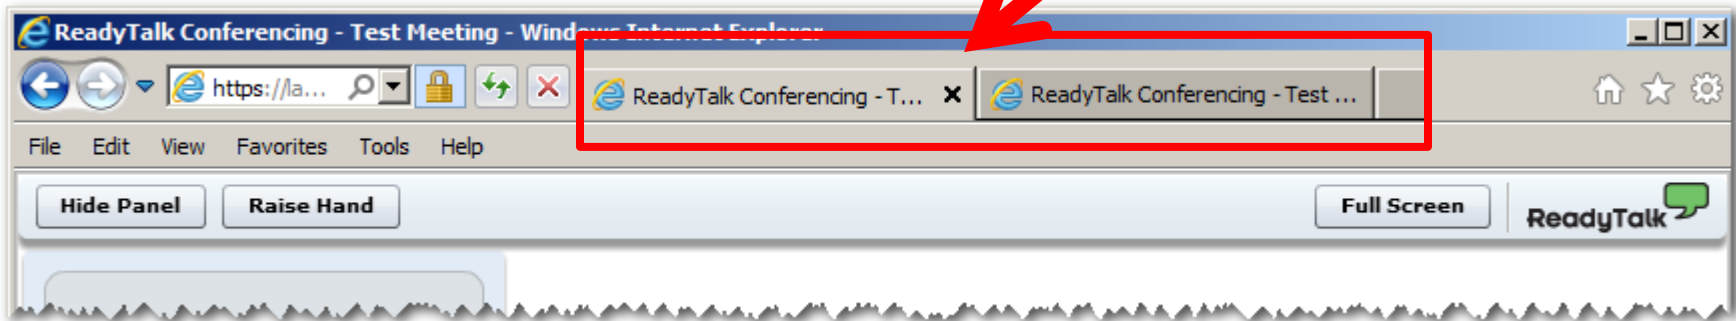 ReadyTalk Conferencing - Test Meeting - Windows Internet Explorer
https://la... ReadyTalk Conferencing - T... ReadyTalk Conferencing - Test ...
File Edit View Favorites Tools Help
Hide Panel Raise Hand Full Screen ReadyTalk